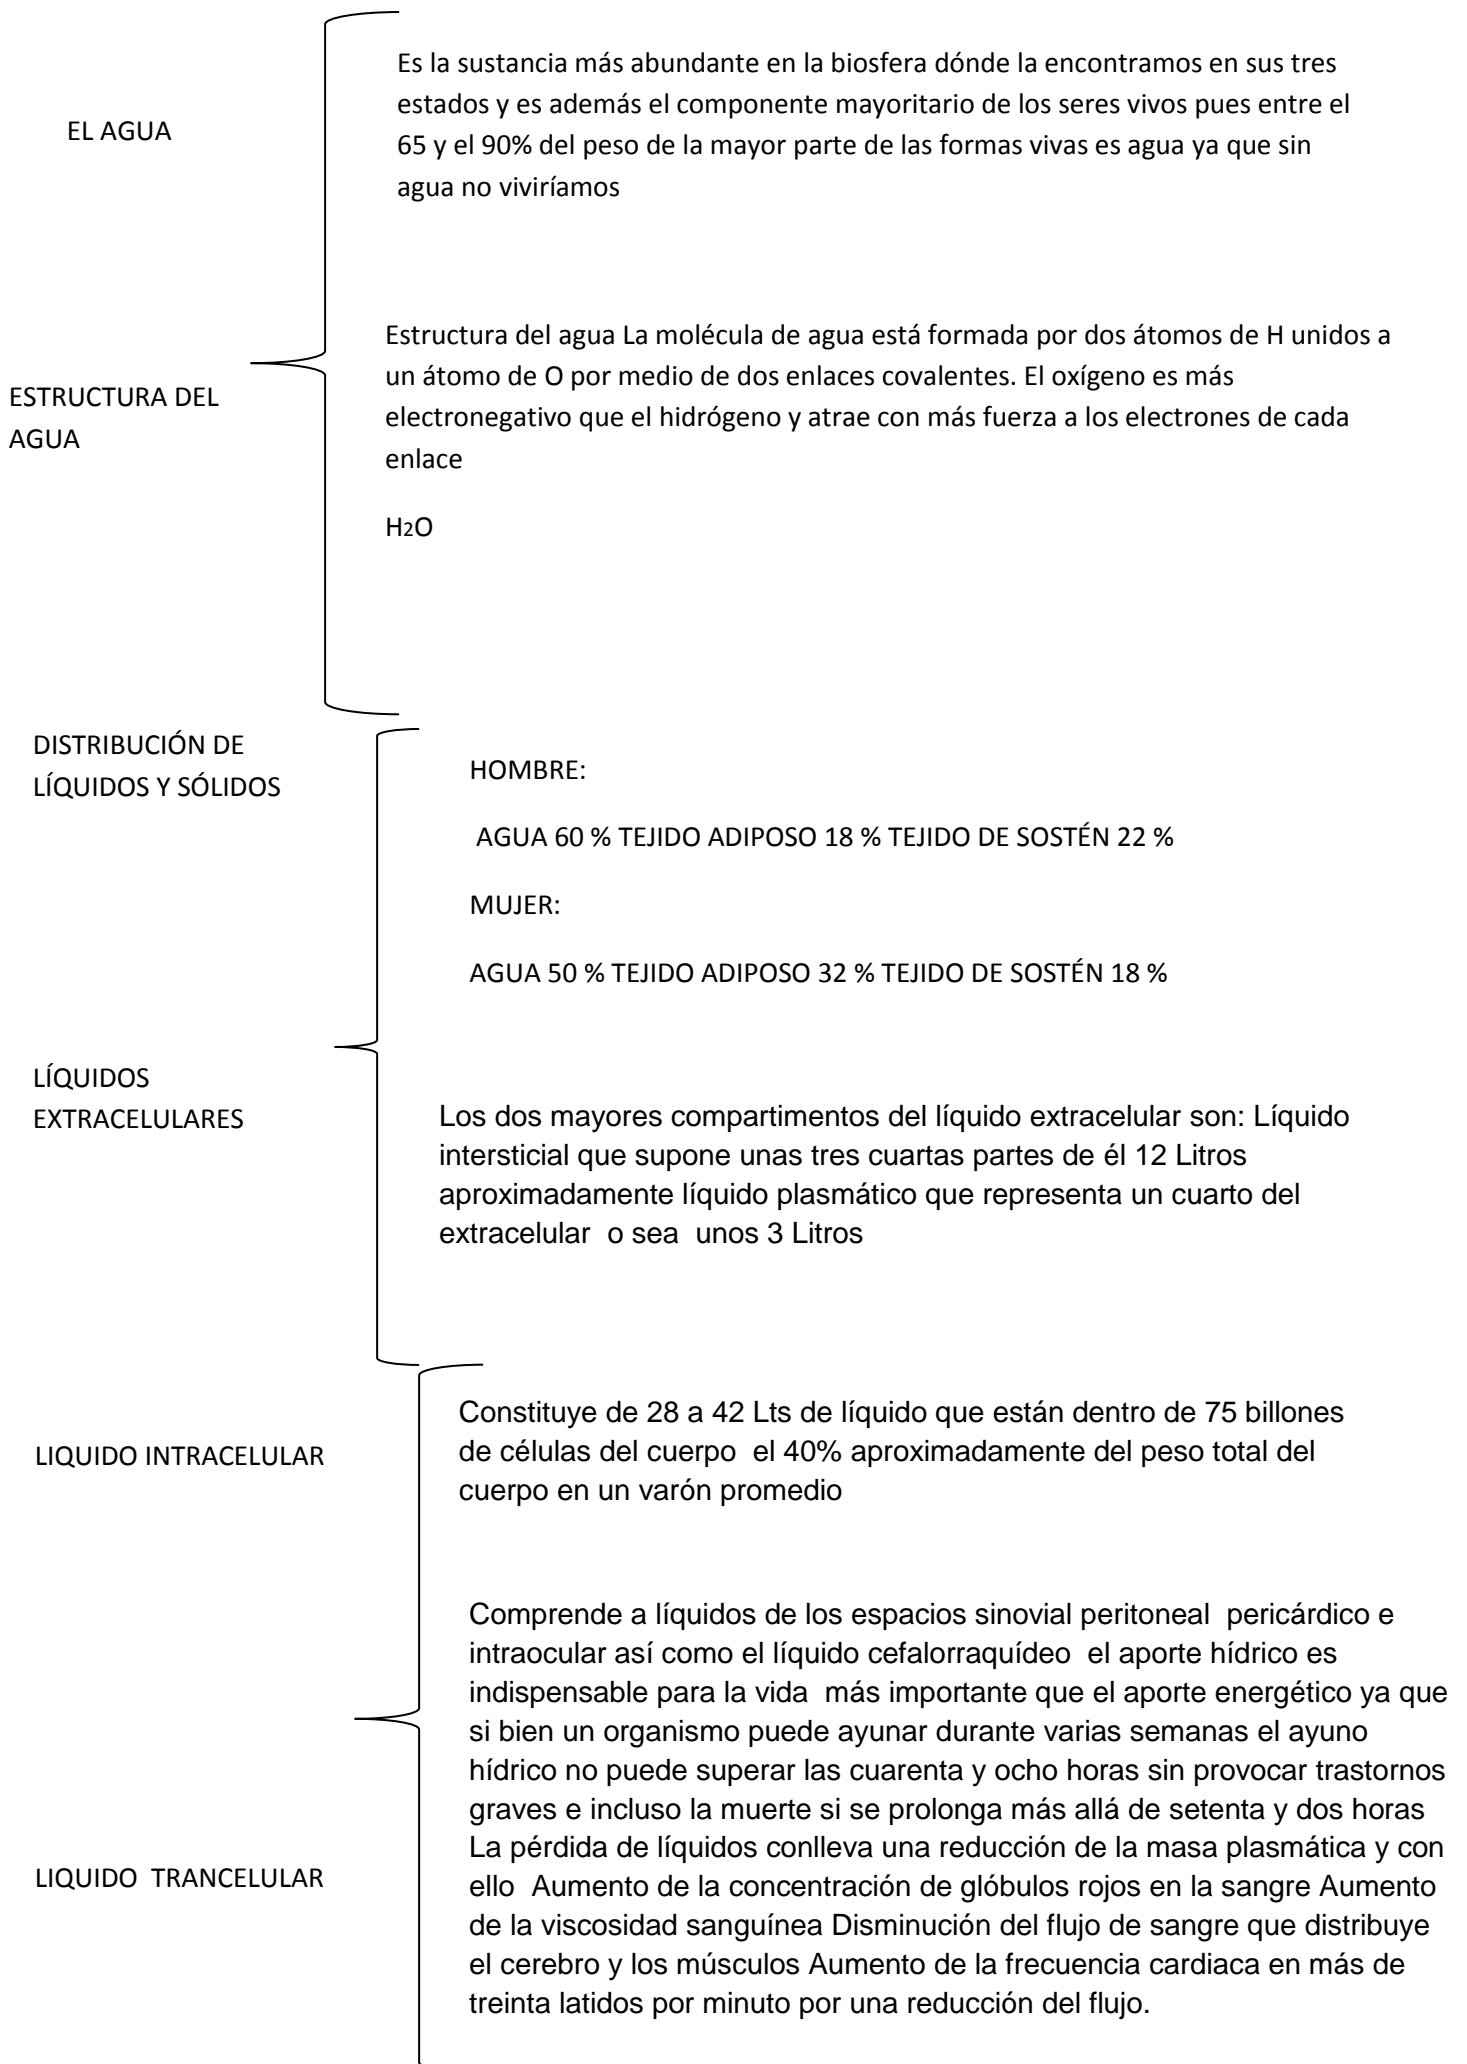 EL AGUA
Es la sustancia más abundante en la biosfera dónde la encontramos en sus tres
estados y es además el componente mayoritario de los seres vivos pues entre el
65 y el 90% del peso de la mayor parte de las formas vivas es agua ya que sin
agua no viviríamos
ESTRUCTURA DEL
AGUA
Estructura del agua La molécula de agua está formada por dos átomos de H unidos a
un átomo de O por medio de dos enlaces covalentes. El oxígeno es más
electronegativo que el hidrógeno y atrae con más fuerza a los electrones de cada
enlace
H2O
DISTRIBUCIÓN DE
LÍQUIDOS Y SÓLIDOS
HOMBRE:
AGUA 60 % TEJIDO ADIPOSO 18 % TEJIDO DE SOSTÉN 22 %
MUJER:
AGUA 50 % TEJIDO ADIPOSO 32 % TEJIDO DE SOSTÉN 18 %
LÍQUIDOS
EXTRACELULARES
Los dos mayores compartimentos del líquido extracelular son: Líquido
intersticial que supone unas tres cuartas partes de él 12 Litros
aproximadamente líquido plasmático que representa un cuarto del
extracelular  o sea  unos 3 Litros
LIQUIDO INTRACELULAR
Constituye de 28 a 42 Lts de líquido que están dentro de 75 billones
de células del cuerpo  el 40% aproximadamente del peso total del
cuerpo en un varón promedio
LIQUIDO  TRANCELULAR
Comprende a líquidos de los espacios sinovial peritoneal  pericárdico e
intraocular así como el líquido cefalorraquídeo  el aporte hídrico es
indispensable para la vida  más importante que el aporte energético ya que
si bien un organismo puede ayunar durante varias semanas el ayuno
hídrico no puede superar las cuarenta y ocho horas sin provocar trastornos
graves e incluso la muerte si se prolonga más allá de setenta y dos horas
La pérdida de líquidos conlleva una reducción de la masa plasmática y con
ello  Aumento de la concentración de glóbulos rojos en la sangre Aumento
de la viscosidad sanguínea Disminución del flujo de sangre que distribuye
el cerebro y los músculos Aumento de la frecuencia cardiaca en más de
treinta latidos por minuto por una reducción del flujo.